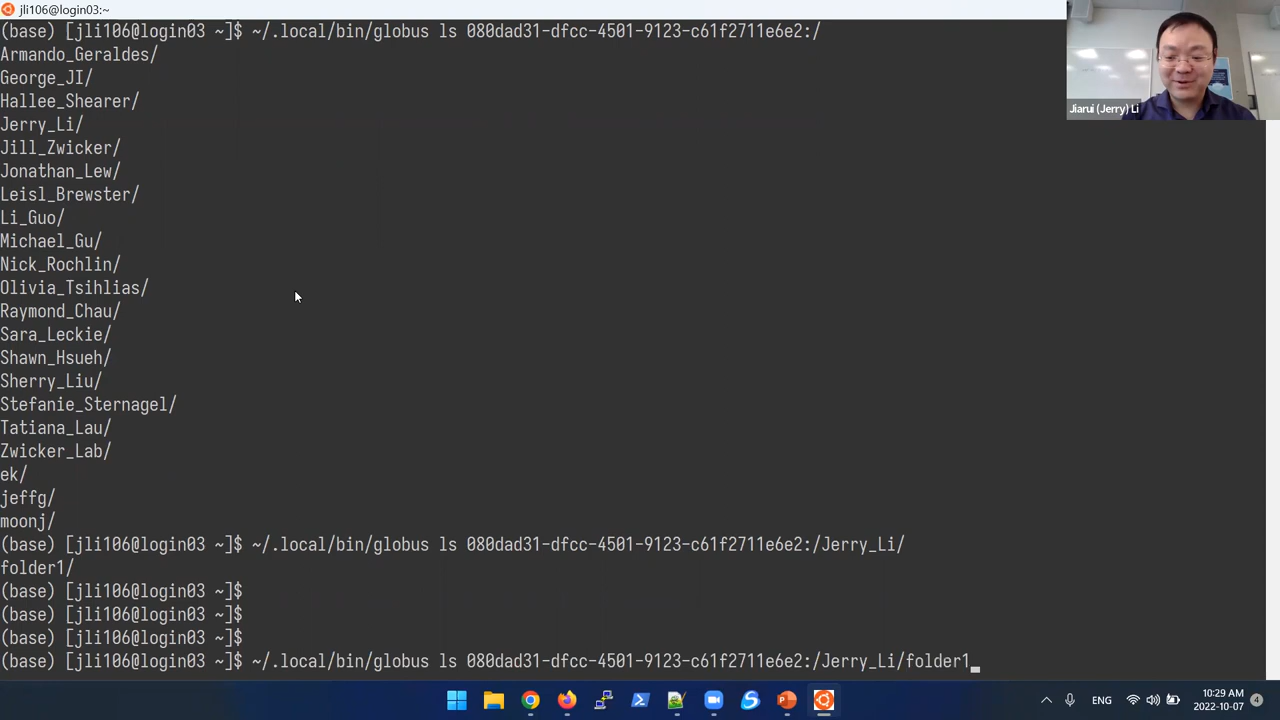 jli106@login03:~
(base) [jli106@login03 ~]$ ~/.local/bin/globus ls 080dad31-dfcc-4501-9123-c61f2711e6e2:/
Armando_Geraldes/
George_JI/
Hallee_Shearer/
Jerry_Li/
Jill_Zwicker/
Jonathan_Lew/
Leisl_Brewster/
Li_Guo/
Michael_Gu/
Nick_Rochlin/
Olivia_Tsihlias/
Raymond_Chau/
Sara_Leckie/
Shawn_Hsueh/
Sherry_Liu/
Stefanie_Sternagel/
Tatiana_Lau/
Zwicker_Lab/
ek/
jeffg/
moonj/
(base) [jli106@login03 ~]$ ~/.local/bin/globus ls 080dad31-dfcc-4501-9123-c61f2711e6e2:/Jerry_Li/
folder1/
(base) [jli106@login03 ~]$
(base) [jli106@login03 ~]$
(base) [jli106@login03 ~]$
(base) [jli106@login03 ~]$ ~/.local/bin/globus ls 080dad31-dfcc-4501-9123-c61f2711e6e2:/Jerry_Li/folder1
Jiarui (Jerry) Li
ENG
10:29 AM
2022-10-07
4